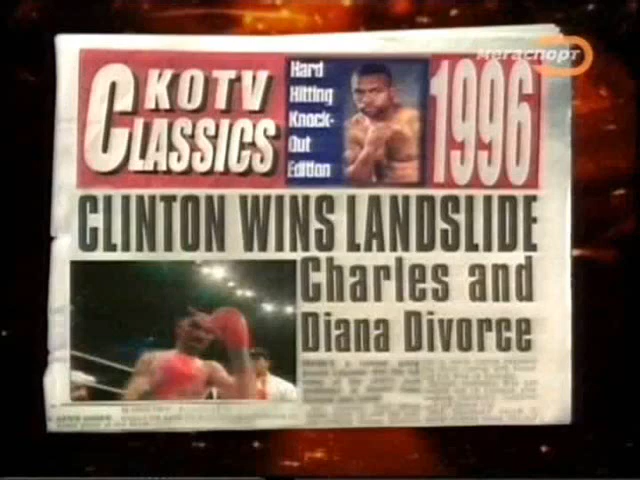 мегаспорт
KOTV
CLASSICS
Hard
Hitting
Knock-
Out
Edition
1996
CLINTON WINS LANDSLIDE
Charles and
Diana Divorce